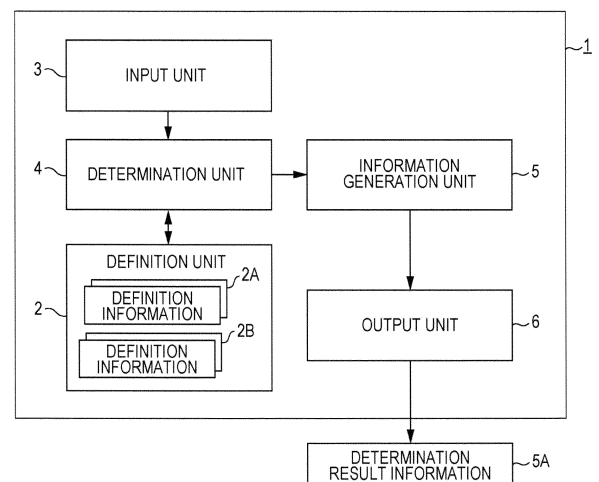 1
3
INPUT UNIT
4
DETERMINATION UNIT
INFORMATION
GENERATION UNIT
5
DEFINITION UNIT
2A
DEFINITION
INFORMATION
2
2B
DEFINITION
INFORMATION
OUTPUT UNIT
6
DETERMINATION
RESULT INFORMATION
5A